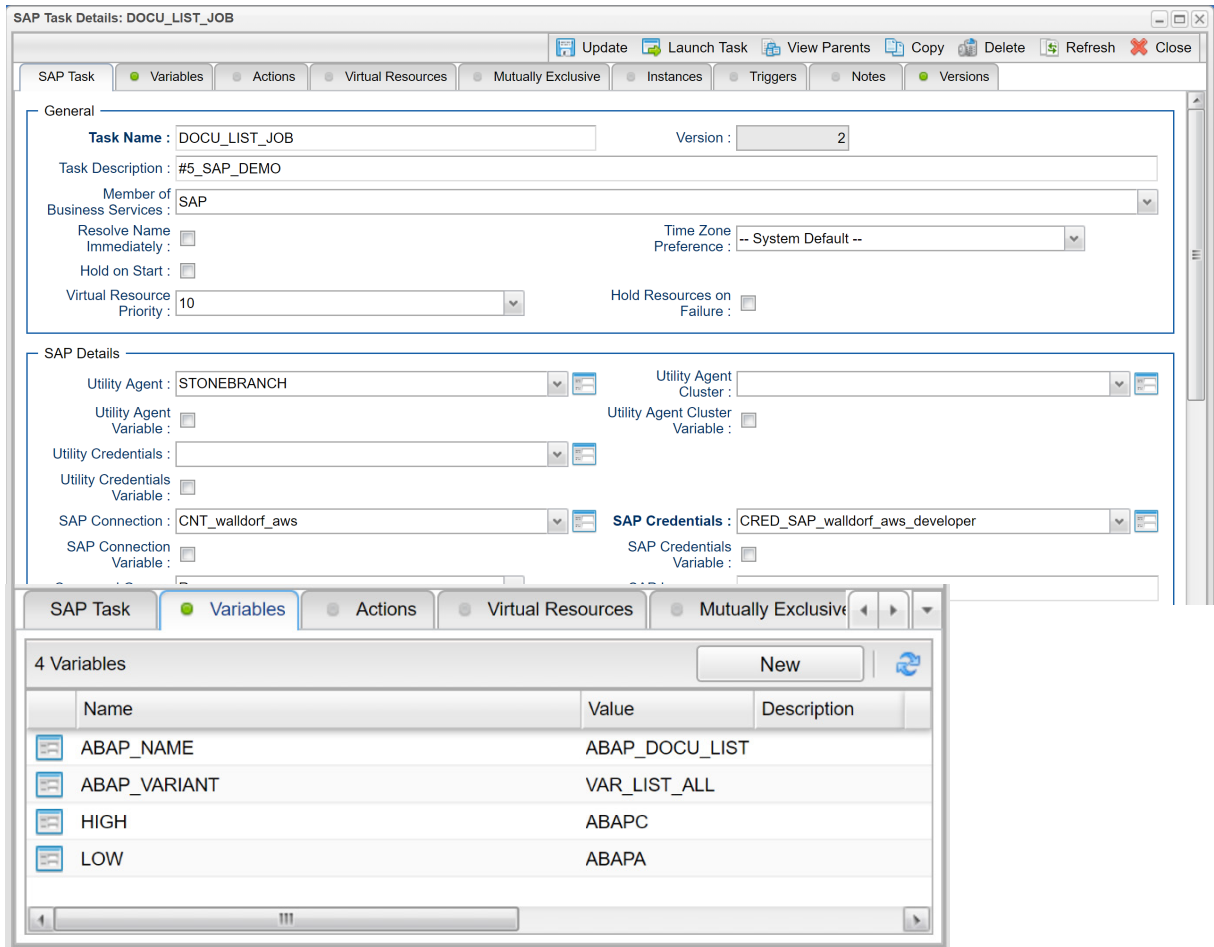 SAP Task Details: DOCU_LIST_JOB
Update Launch Task View Parents Copy Delete Refresh Close
SAP Task Variables Actions Virtual Resources Mutually Exclusive Instances Triggers Notes Versions
General
Task Name : DOCU_LIST_JOB Version : 2
Task Description : #5_SAP_DEMO
Member of
Business Services : SAP
Resolve Name
Immediately :
Time Zone
Preference : -- System Default --
Hold on Start :
Virtual Resource
Priority : 10
Hold Resources on
Failure :
SAP Details
Utility Agent : STONEBRANCH
Utility Agent
Cluster :
Utility Agent
Variable :
Utility Agent Cluster
Variable :
Utility Credentials :
Utility Credentials
Variable :
SAP Connection : CNT_walldorf_aws SAP Credentials : CRED_SAP_walldorf_aws_developer
SAP Connection
Variable :
SAP Credentials
Variable :
SAP Task Variables Actions Virtual Resources Mutually Exclusive
4 Variables New
Name Value Description
ABAP_NAME ABAP_DOCU_LIST
ABAP_VARIANT VAR_LIST_ALL
HIGH ABAPC
LOW ABAPA